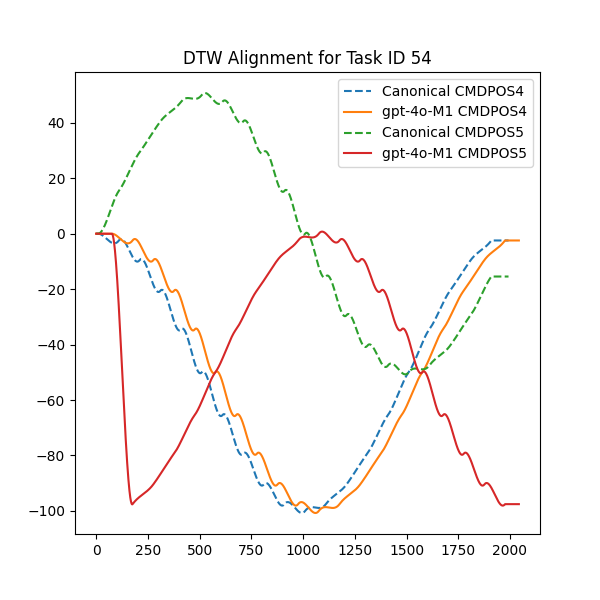 DTW Alignment for Task ID 54
Canonical CMDPOS4
gpt-4o-M1 CMDPOS4
Canonical CMDPOS5
gpt-4o-M1 CMDPOS5
40
20
0
−20
−40
−60
−80
−100
0 250 500 750 1000 1250 1500 1750 2000